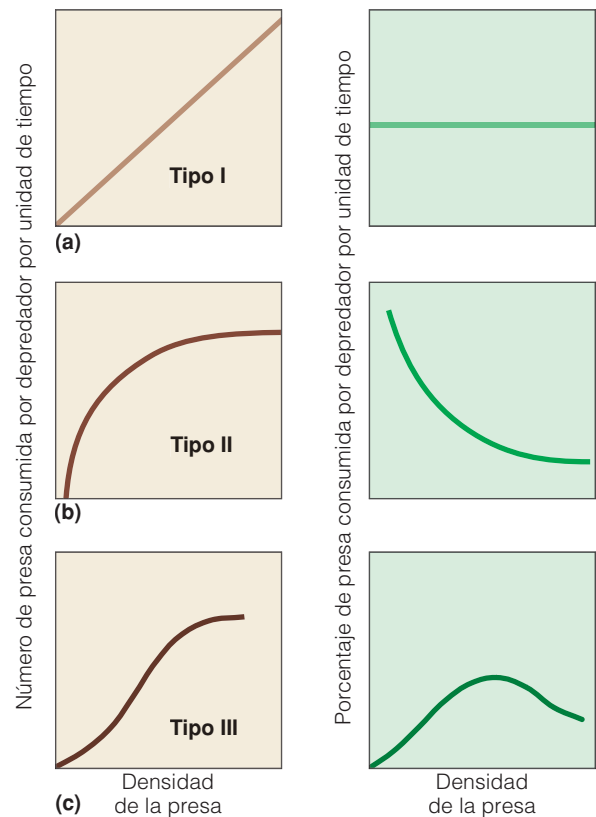 Número de presa consumida por depredador por unidad de tiempo
Tipo I
(a)
Tipo II
(b)
Tipo III
(c)
Densidad
de la presa
Porcentaje de presa consumida por depredador por unidad de tiempo
Densidad
de la presa